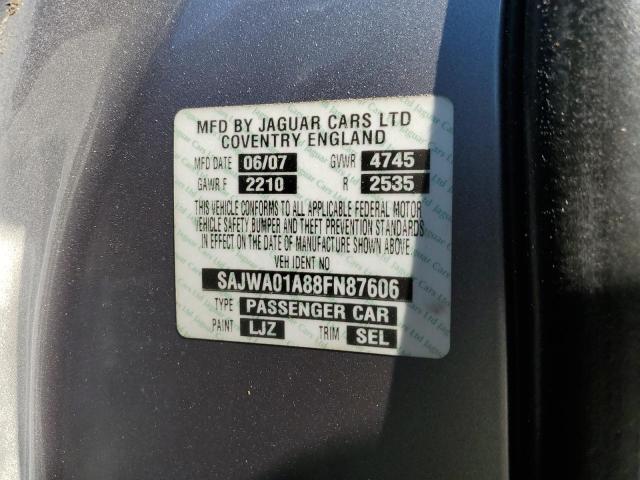 MFD BY JAGUAR CARS LTD
COVENTRY ENGLAND
MFD DATE 06/07 GVWR 4745
GAWR.F 2210 R 2535
THIS VEHICLE CONFORMS TO ALL APPLICABLE FEDERAL MOTOR
VEHICLE SAFETY, BUMPER AND THEFT PREVENTION STANDARDS
IN EFFECT ON THE DATE OF MANUFACTURE SHOWN ABOVE.
VEH IDENT NO
SAJWA01A88FN87606
TYPE PASSENGER CAR
PAINT LJZ TRIM SEL